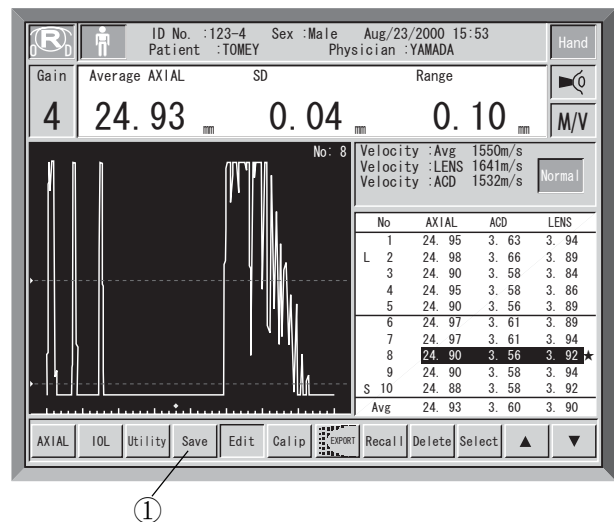 R O D ID No. :123-4 Sex :Male Aug/23/2000 15:53 Hand
Patient :TOMEY Physician :YAMADA
Gain Average AXIAL SD Range
4 24.93 mm 0.04 mm 0.10 mm M/V
No: 8 Velocity :Avg 1550m/s
Velocity :LENS 1641m/s Normal
Velocity :ACD 1532m/s
No AXIAL ACD LENS
1 24. 95 3. 63 3. 94
L 2 24. 98 3. 66 3. 89
3 24. 90 3. 58 3. 84
4 24. 95 3. 58 3. 86
5 24. 90 3. 56 3. 89
6 24. 97 3. 61 3. 89
7 24. 97 3. 61 3. 94
8 24. 90 3. 56 3. 92 ★
9 24. 90 3. 58 3. 94
S 10 24. 88 3. 58 3. 92
Avg 24. 93 3. 60 3. 90
AXIAL IOL Utility Save Edit Calip EXPORT Recall Delete Select ▲ ▼
①